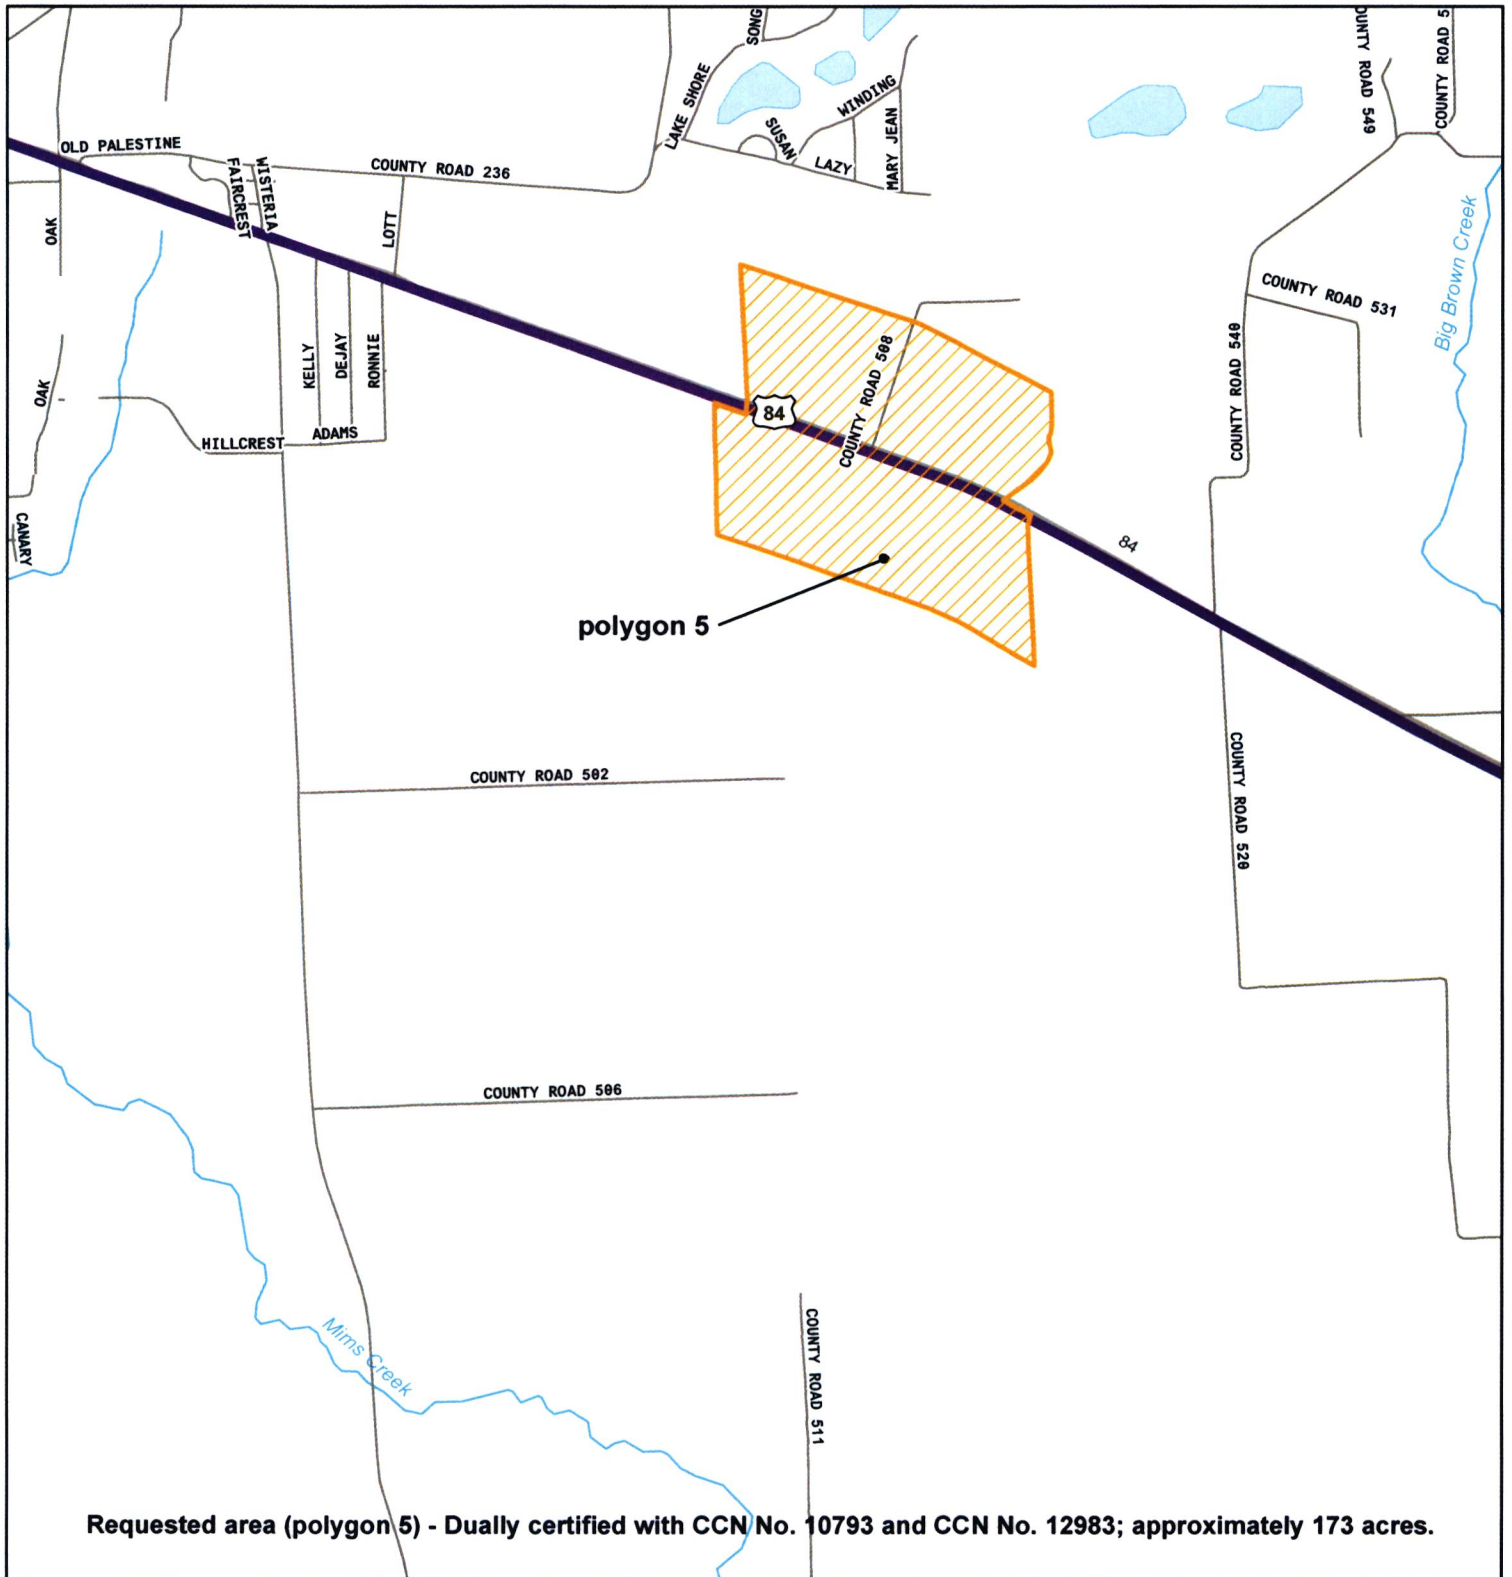 SONG
COUNTY ROAD 549
COUNTY ROAD 5
LAKE SHORE
WINDING
SUSAN
MARY JEAN
LAZY
OLD PALESTINE
WISTERIA
FAIRCREST
COUNTY ROAD 236
OAK
LOTT
Big Brown Creek
COUNTY ROAD 531
KELLY
DEJAY
RONNIE
COUNTY ROAD 508
COUNTY ROAD 540
OAK
84
HILLCREST
ADAMS
CANARY
84
polygon 5
COUNTY ROAD 502
COUNTY ROAD 520
COUNTY ROAD 506
Mims Creek
COUNTY ROAD 511
Requested area (polygon 5) - Dually certified with CCN No. 10793 and CCN No. 12983; approximately 173 acres.